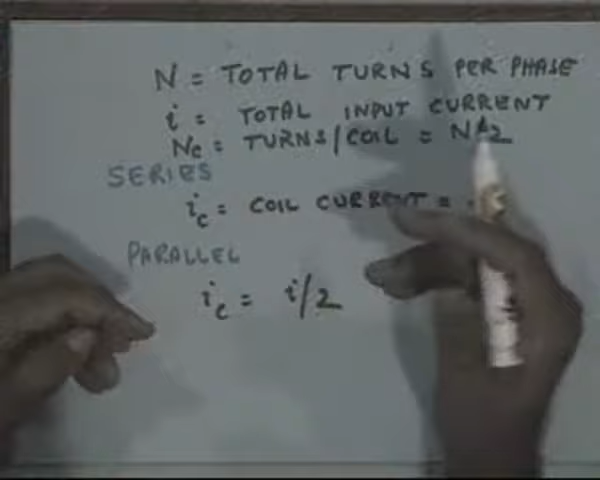 N = TOTAL TURNS PER PHASE
i = TOTAL INPUT CURRENT
Nc = TURNS/COIL = N/2
SERIES
ic = COIL CURRENT =
PARALLEL
ic = i/2